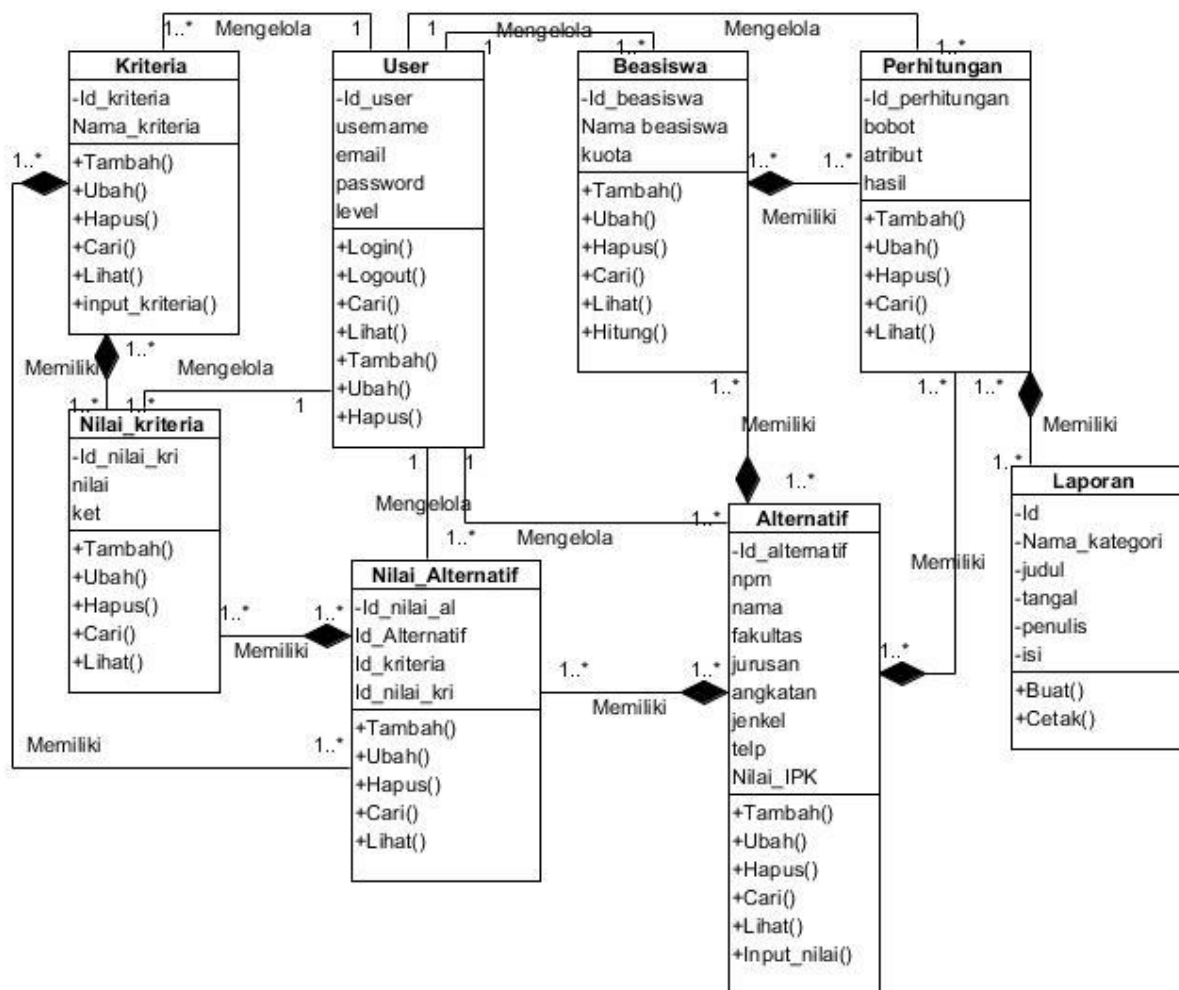 1..* Mengelola 1
1 Mengelola 1..*
1 Mengelola 1..*
Kriteria
-Id_kriteria
Nama_kriteria
+Tambah()
+Ubah()
+Hapus()
+Cari()
+Lihat()
+input_kriteria()
User
-Id_user
username
email
password
level
+Login()
+Logout()
+Cari()
+Lihat()
+Tambah()
+Ubah()
+Hapus()
Beasiswa
-Id_beasiswa
Nama beasiswa
kuota
+Tambah()
+Ubah()
+Hapus()
+Cari()
+Lihat()
+Hitung()
Perhitungan
-Id_perhitungan
bobot
atribut
hasil
+Tambah()
+Ubah()
+Hapus()
+Cari()
+Lihat()
1..*
1..* 1..*
Memiliki
1..*
Memiliki
1..*
1..* Mengelola 1
Nilai_kriteria
-Id_nilai_kri
nilai
ket
+Tambah()
+Ubah()
+Hapus()
+Cari()
+Lihat()
1..*
Memiliki
1..*
1..* 1..*
Memiliki
1..*
1 1
Mengelola
1..*
Mengelola 1..*
Nilai_Alternatif
-Id_nilai_al
Id_Alternatif
Id_kriteria
Id_nilai_kri
+Tambah()
+Ubah()
+Hapus()
+Cari()
+Lihat()
Alternatif
-Id_alternatif
npm
nama
fakultas
jurusan
angkatan
jenkel
telp
Nilai_IPK
+Tambah()
+Ubah()
+Hapus()
+Cari()
+Lihat()
+Input_nilai()
Laporan
-Id
-Nama_kategori
-judul
-tangal
-penulis
-isi
+Buat()
+Cetak()
Memiliki
1..*
1..* 1..*
Memiliki
1..* 1..*
Memiliki
Memiliki 1..*